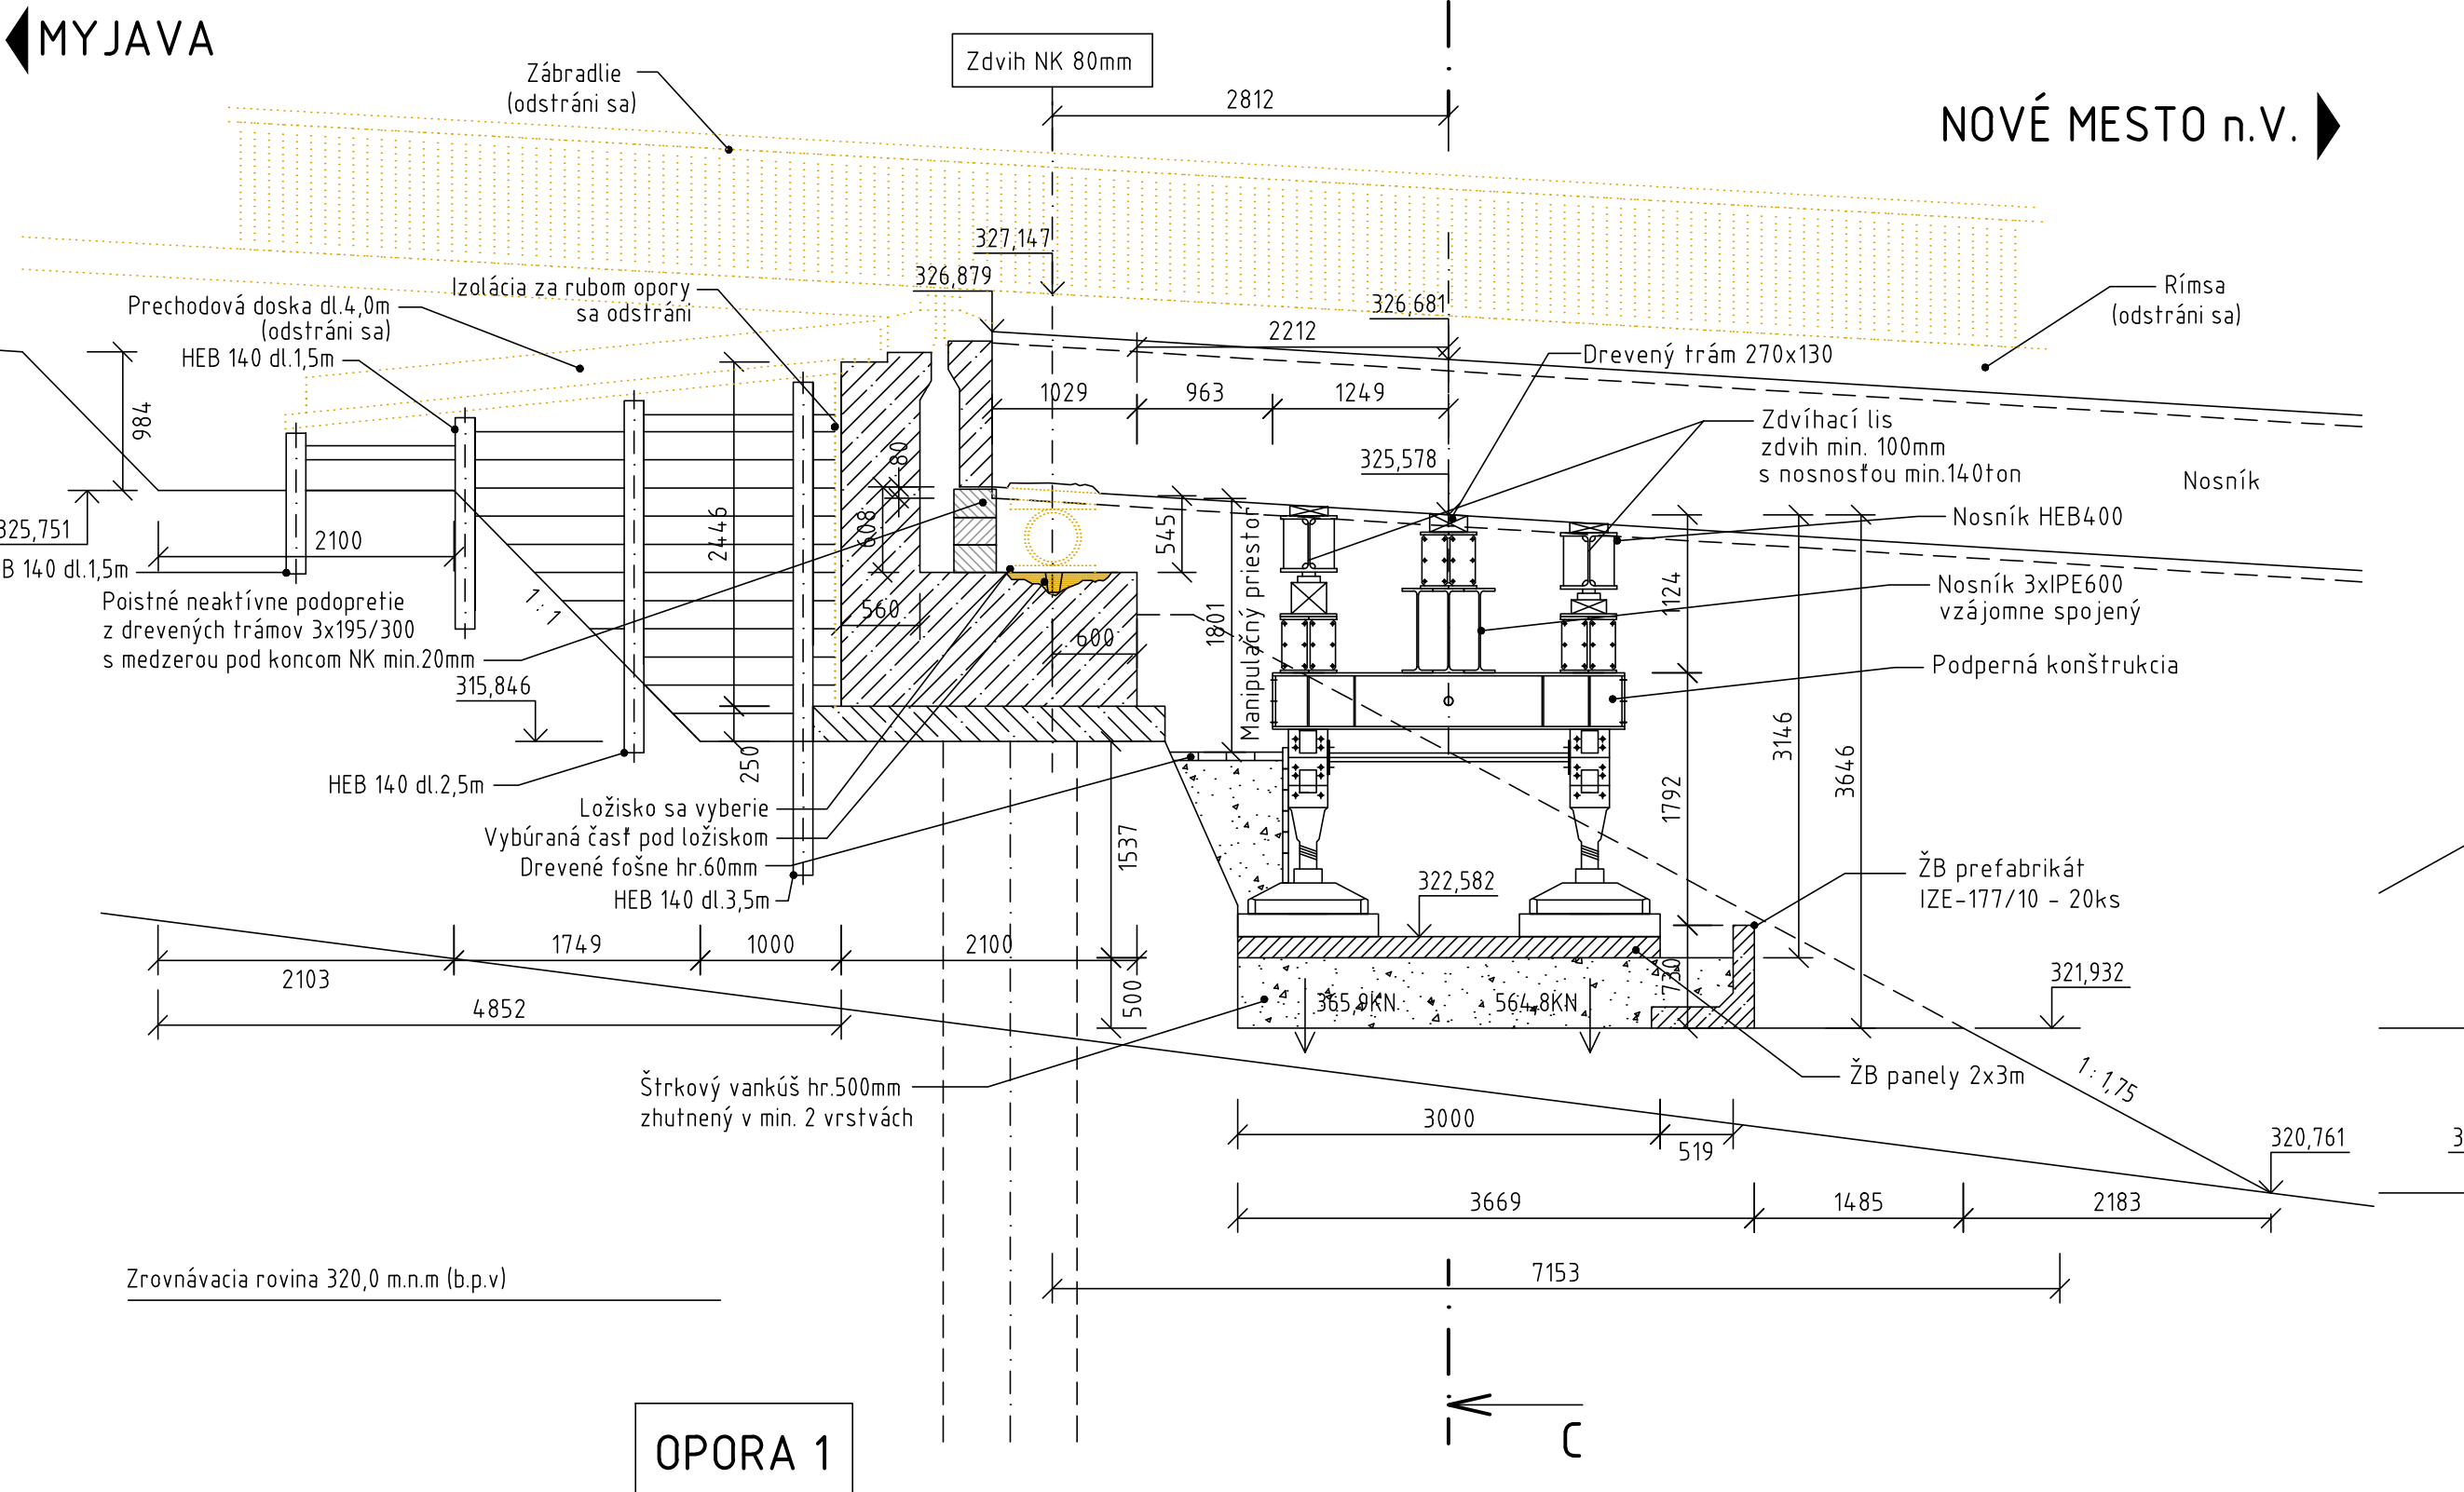 MYJAVA
Zdvih NK 80mm
Zábradlie
(odstráni sa)
2812
NOVÉ MESTO n.V.
327,147
326,879
326,681
Izolácia za rubom opory
sa odstráni
Prechodová doska dl.4,0m
(odstráni sa)
HEB 140 dl.1,5m
Rímsa
(odstráni sa)
2212
Drevený trám 270x130
984
1029
963
1249
Zdvíhací lis
zdvih min. 100mm
s nosnosťou min.140ton
80
325,578
Nosník
325,751
2100
2446
608
545
Nosník HEB400
B 140 dl.1,5m
Poistné neaktívne podopretie
z drevených trámov 3x195/300
s medzerou pod koncom NK min.20mm
1:1
560
600
1801
Manipulačný priestor
1124
Nosník 3xIPE600
vzájomne spojený
Podperná konštrukcia
315,846
250
3146
3646
1792
HEB 140 dl.2,5m
Ložisko sa vyberie
Vybúraná časť pod ložiskom
Drevené fošne hr.60mm
HEB 140 dl.3,5m
1537
322,582
ŽB prefabrikát
IZE-177/10 - 20ks
1749
1000
2100
2103
4852
500
365,9KN
564,8KN
730
321,932
Štrkový vankúš hr.500mm
zhutnený v min. 2 vrstvách
ŽB panely 2x3m
1:1,75
3000
519
320,761
3
3669
1485
2183
7153
Zrovnávacia rovina 320,0 m.n.m (b.p.v)
OPORA 1
C